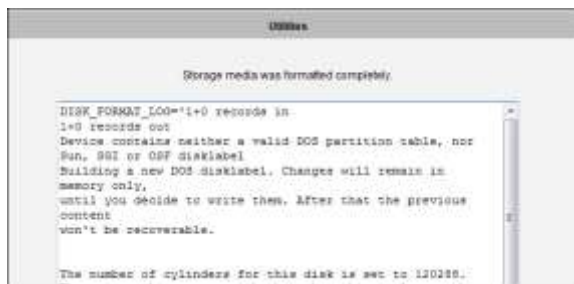 Utilities
Storage media was formatted completely.
DISK_FORMAT_LOG="1+0 records in
1+0 records out
Device contains neither a valid DOS partition table, nor
Sun, SGI or OSF disklabel
Building a new DOS disklabel. Changes will remain in
memory only,
until you decide to write them. After that the previous
content
won't be recoverable.
The number of cylinders for this disk is set to 120288.